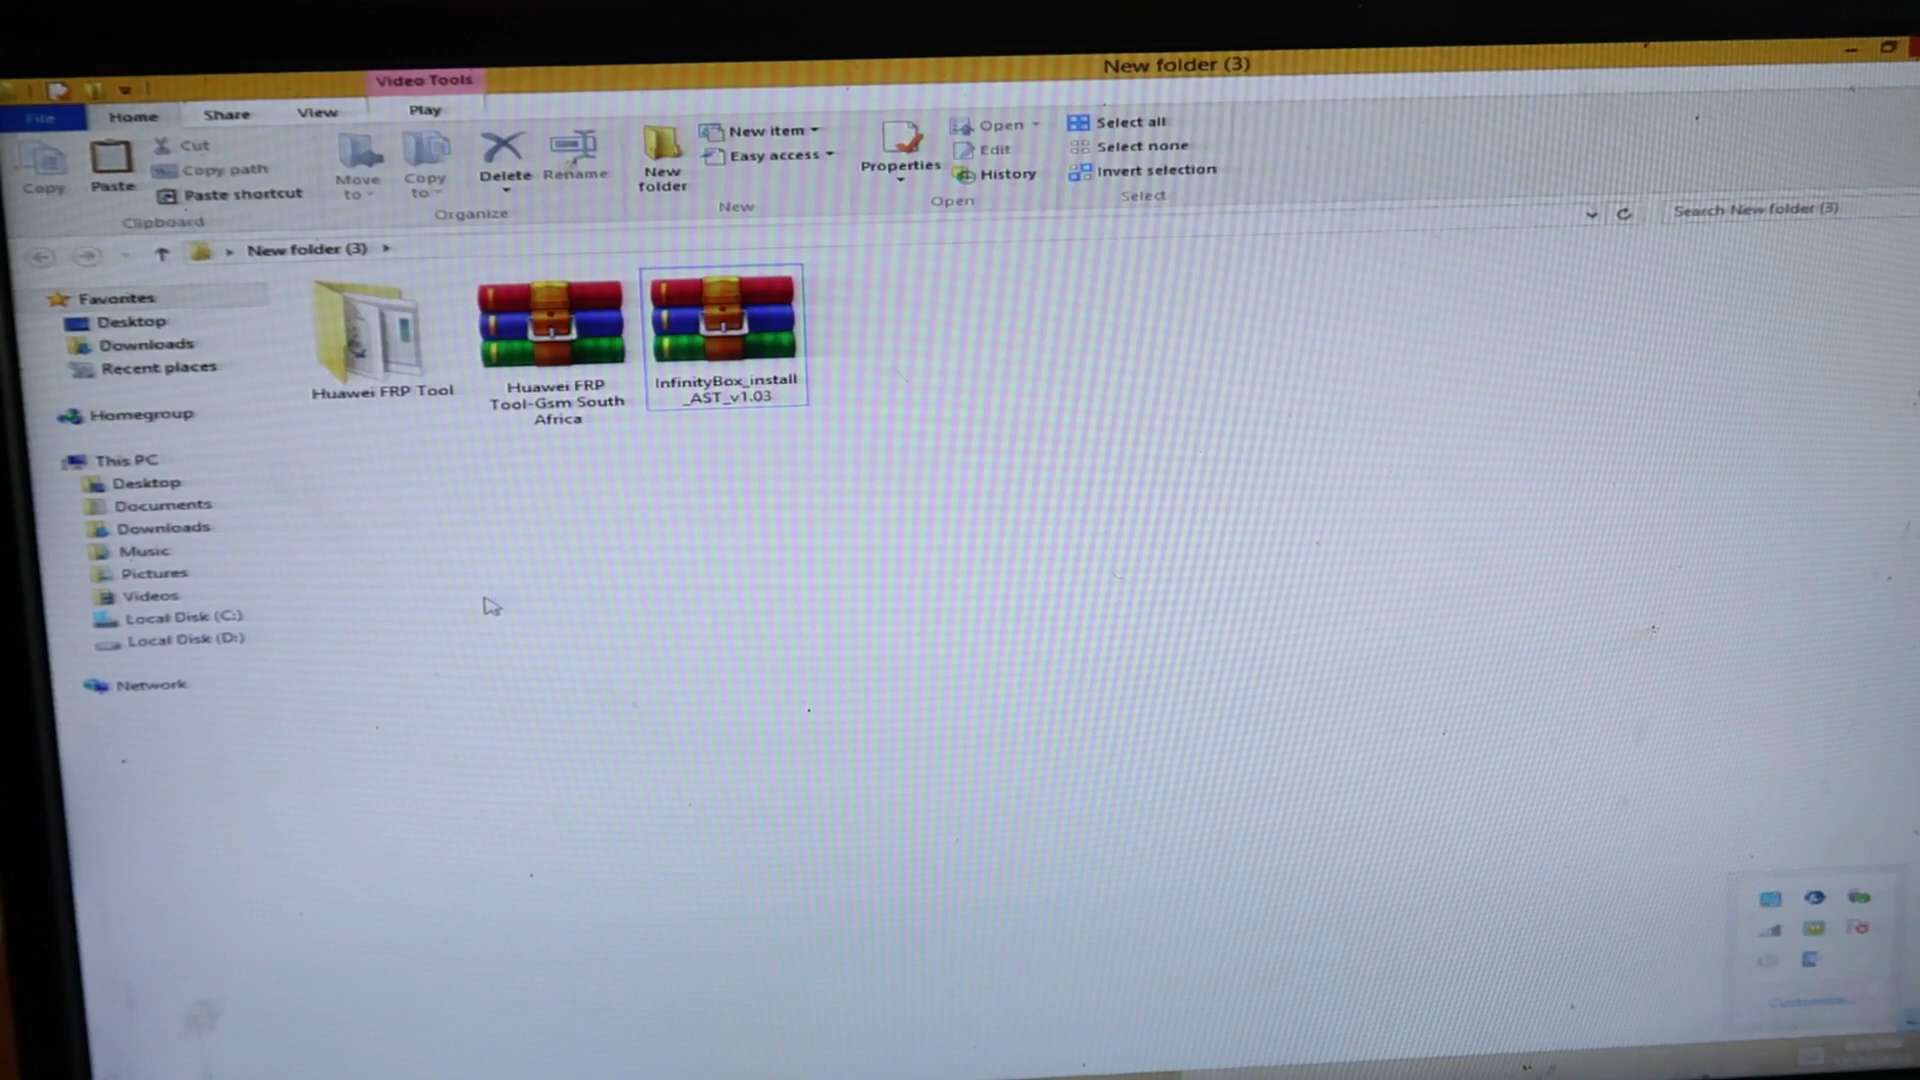 Video Tools
New folder (3)
File
Home
Share
View
Play
Copy
Paste
Cut
Copy path
Paste shortcut
Clipboard
Move
to
Copy
to
Delete
Rename
Organize
New
folder
New item
Easy access
New
Properties
Open
Edit
History
Open
Select all
Select none
Invert selection
Select
New folder (3)
Search New folder (3)
Favorites
Desktop
Downloads
Recent places
Homegroup
This PC
Desktop
Documents
Downloads
Music
Pictures
Videos
Local Disk (C:)
Local Disk (D:)
Network
Huawei FRP Tool
Huawei FRP
Tool-Gsm South
Africa
InfinityBox_install
_AST_v1.03
Customize...